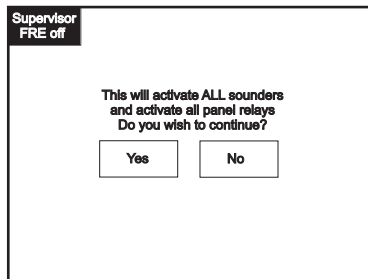 Supervisor
FRE off
This will activate ALL sounders
and activate all panel relays
Do you wish to continue?
Yes
No